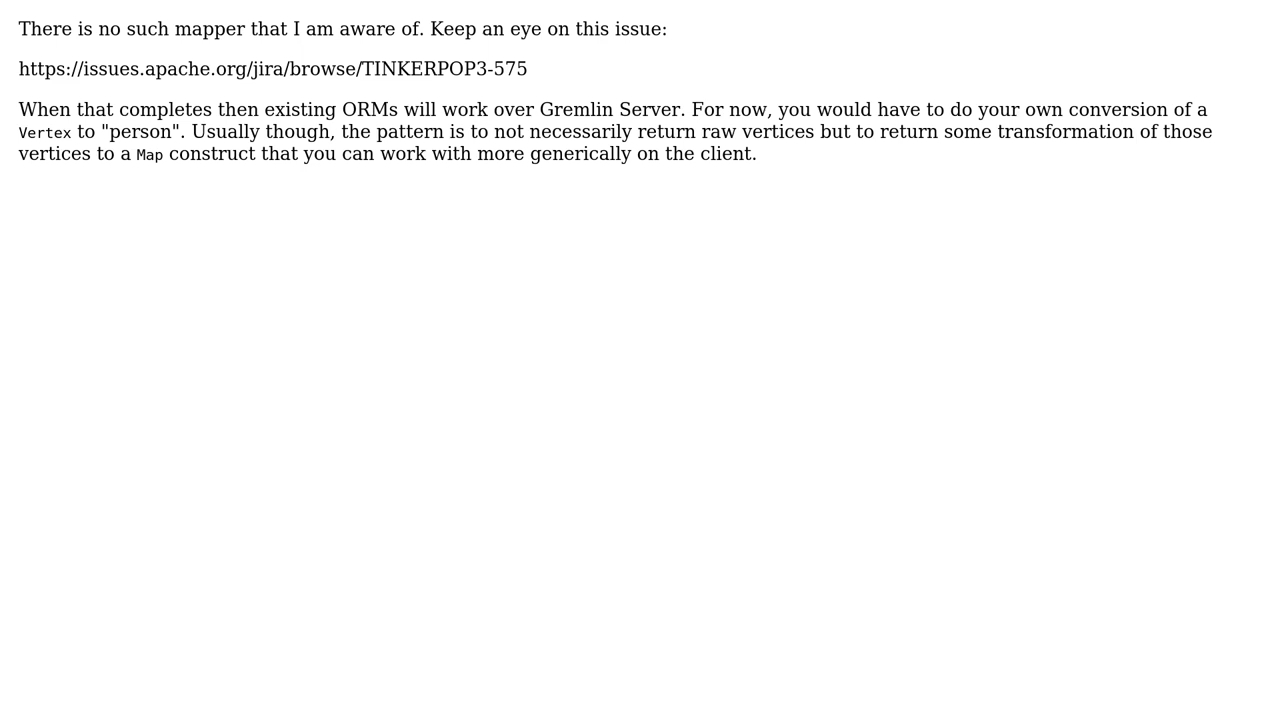 There is no such mapper that I am aware of. Keep an eye on this issue:
https://issues.apache.org/jira/browse/TINKERPOP3-575
When that completes then existing ORMs will work over Gremlin Server. For now, you would have to do your own conversion of a
Vertex to "person". Usually though, the pattern is to not necessarily return raw vertices but to return some transformation of those
vertices to a Map construct that you can work with more generically on the client.